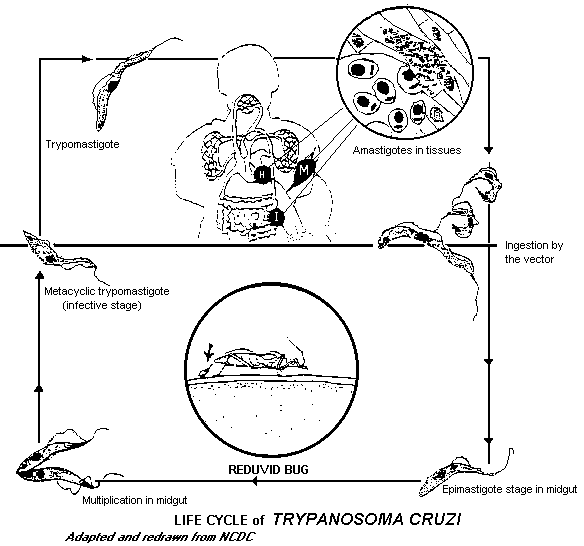 Trypomastigote
Amastigotes in tissues
H
M
I
Ingestion by
the vector
Metacyclic trypomastigote
(infective stage)
REDUVID BUG
Multiplication in midgut
Epimastigote stage in midgut
LIFE CYCLE of TRYPANOSOMA CRUZI
Adapted and redrawn from NCDC